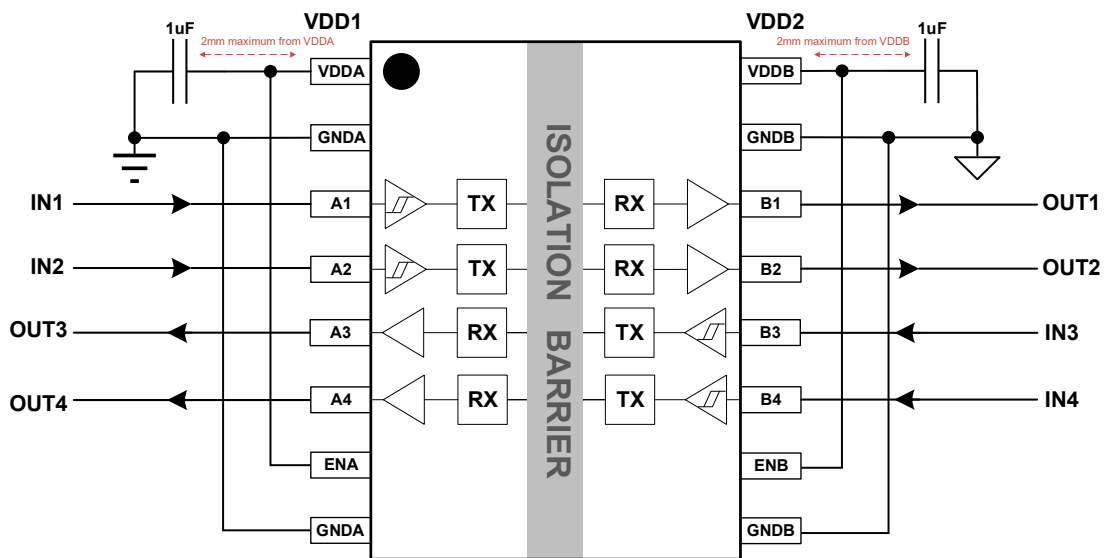 VDD1
VDD2
1uF
2mm maximum from VDDA
2mm maximum from VDDB
1uF
VDDA
VDDB
GNDA
GNDB
ISOLATION BARRIER
IN1
A1
TX
RX
B1
OUT1
IN2
A2
TX
RX
B2
OUT2
OUT3
A3
RX
TX
B3
IN3
OUT4
A4
RX
TX
B4
IN4
ENA
ENB
GNDA
GNDB